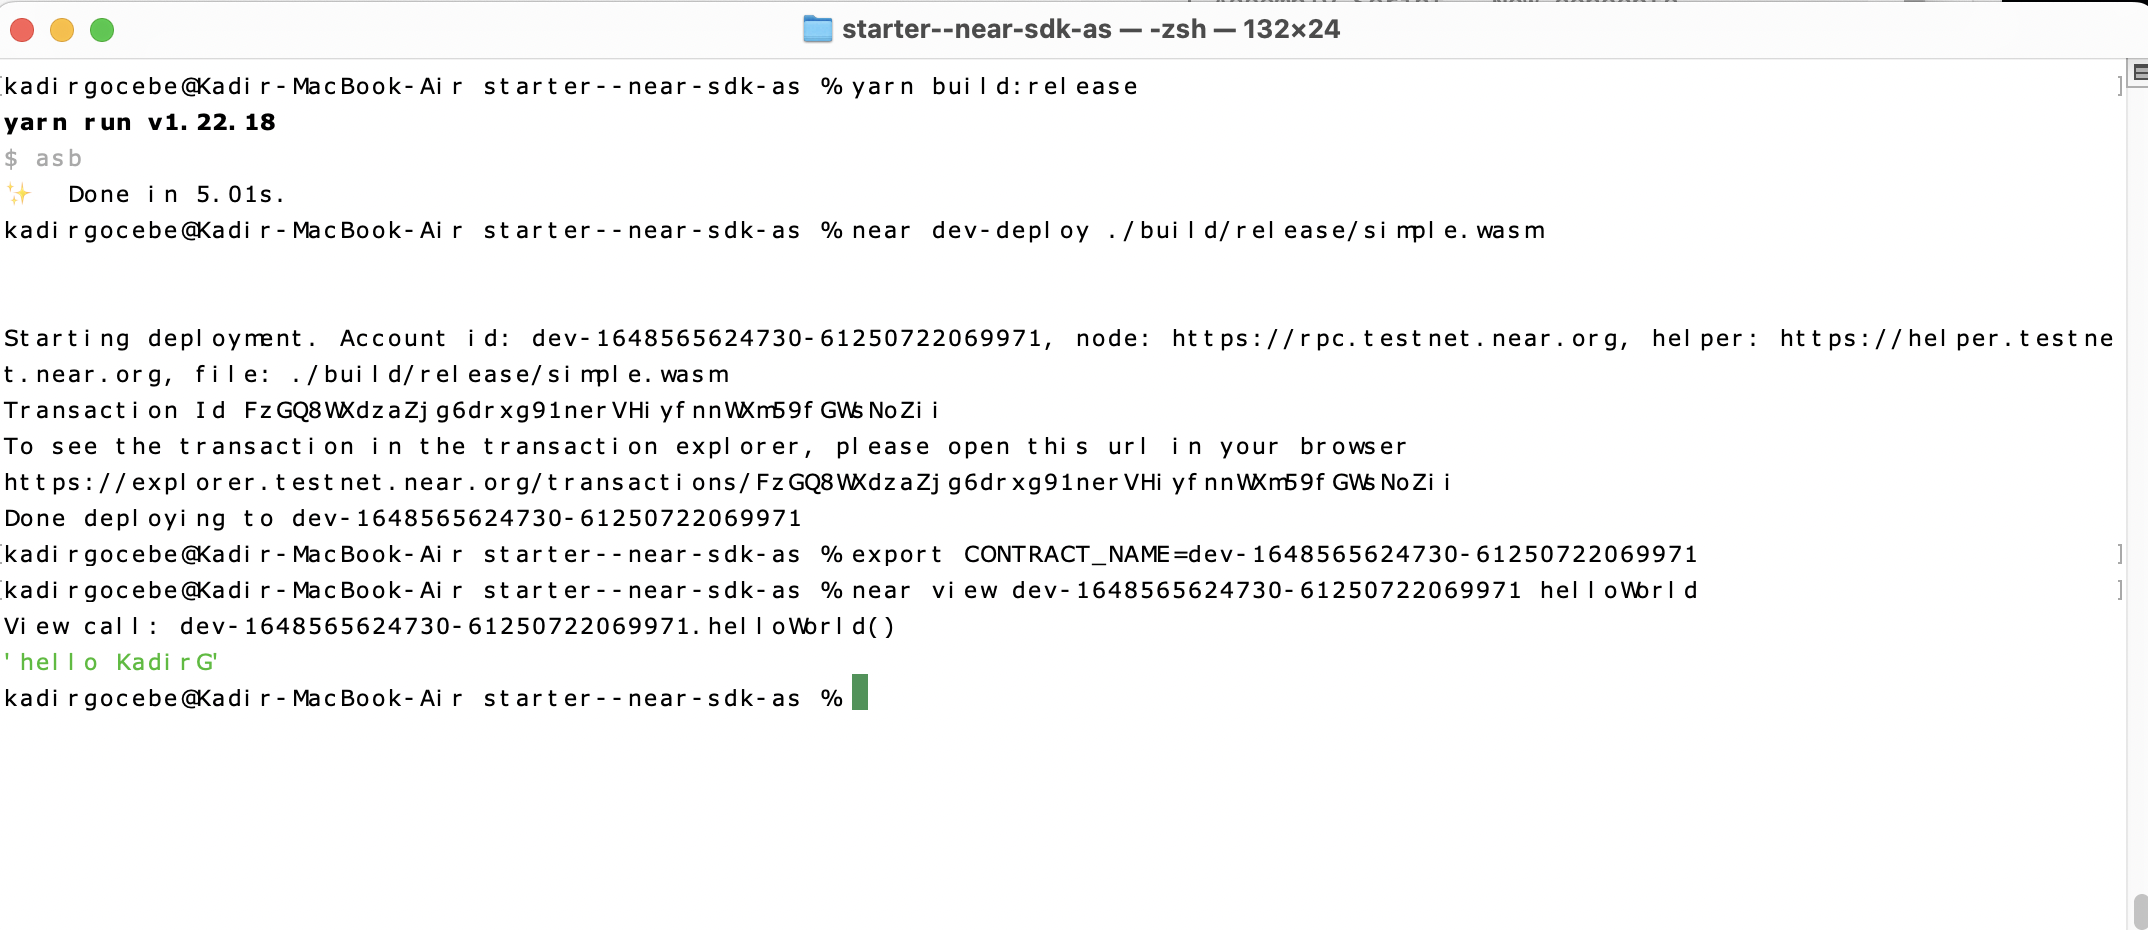 starter--near-sdk-as — -zsh — 132×24
kadirgocebe@Kadir-MacBook-Air starter--near-sdk-as % yarn build:release
yarn run v1.22.18
$ asb
✨  Done in 5.01s.
kadirgocebe@Kadir-MacBook-Air starter--near-sdk-as % near dev-deploy ./build/release/simple.wasm
Starting deployment. Account id: dev-1648565624730-61250722069971, node: https://rpc.testnet.near.org, helper: https://helper.testne
t.near.org, file: ./build/release/simple.wasm
Transaction Id FzGQ8WXdzaZjg6drxg91nerVHiyfnnWXm59fGWsNoZii
To see the transaction in the transaction explorer, please open this url in your browser
https://explorer.testnet.near.org/transactions/FzGQ8WXdzaZjg6drxg91nerVHiyfnnWXm59fGWsNoZii
Done deploying to dev-1648565624730-61250722069971
kadirgocebe@Kadir-MacBook-Air starter--near-sdk-as % export CONTRACT_NAME=dev-1648565624730-61250722069971
kadirgocebe@Kadir-MacBook-Air starter--near-sdk-as % near view dev-1648565624730-61250722069971 helloWorld
View call: dev-1648565624730-61250722069971.helloWorld()
'hello KadirG'
kadirgocebe@Kadir-MacBook-Air starter--near-sdk-as %